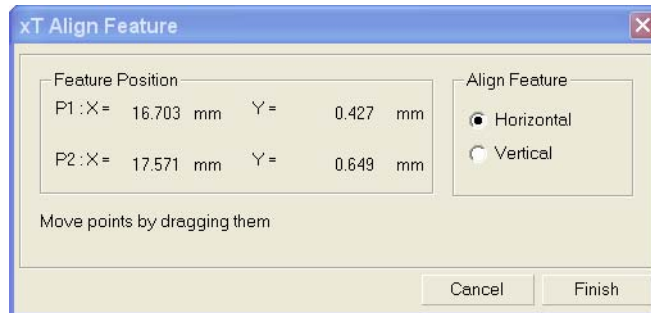 xT Align Feature
Feature Position
P1 : X = 16.703 mm Y = 0.427 mm
P2 : X = 17.571 mm Y = 0.649 mm
Align Feature
Horizontal
Vertical
Move points by dragging them
Cancel Finish